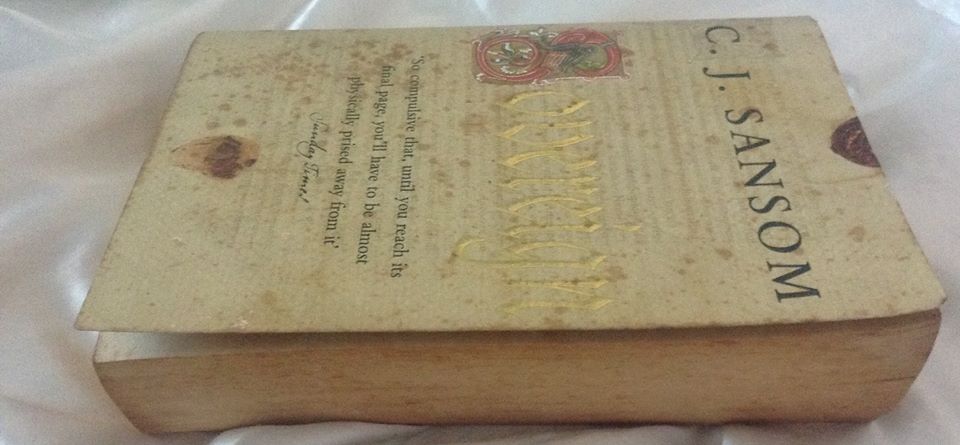 C. J. SANSOM
Sovereign
'So compulsive that, until you reach its
final page, you'll have to be almost
physically prised away from it'
Sunday Times